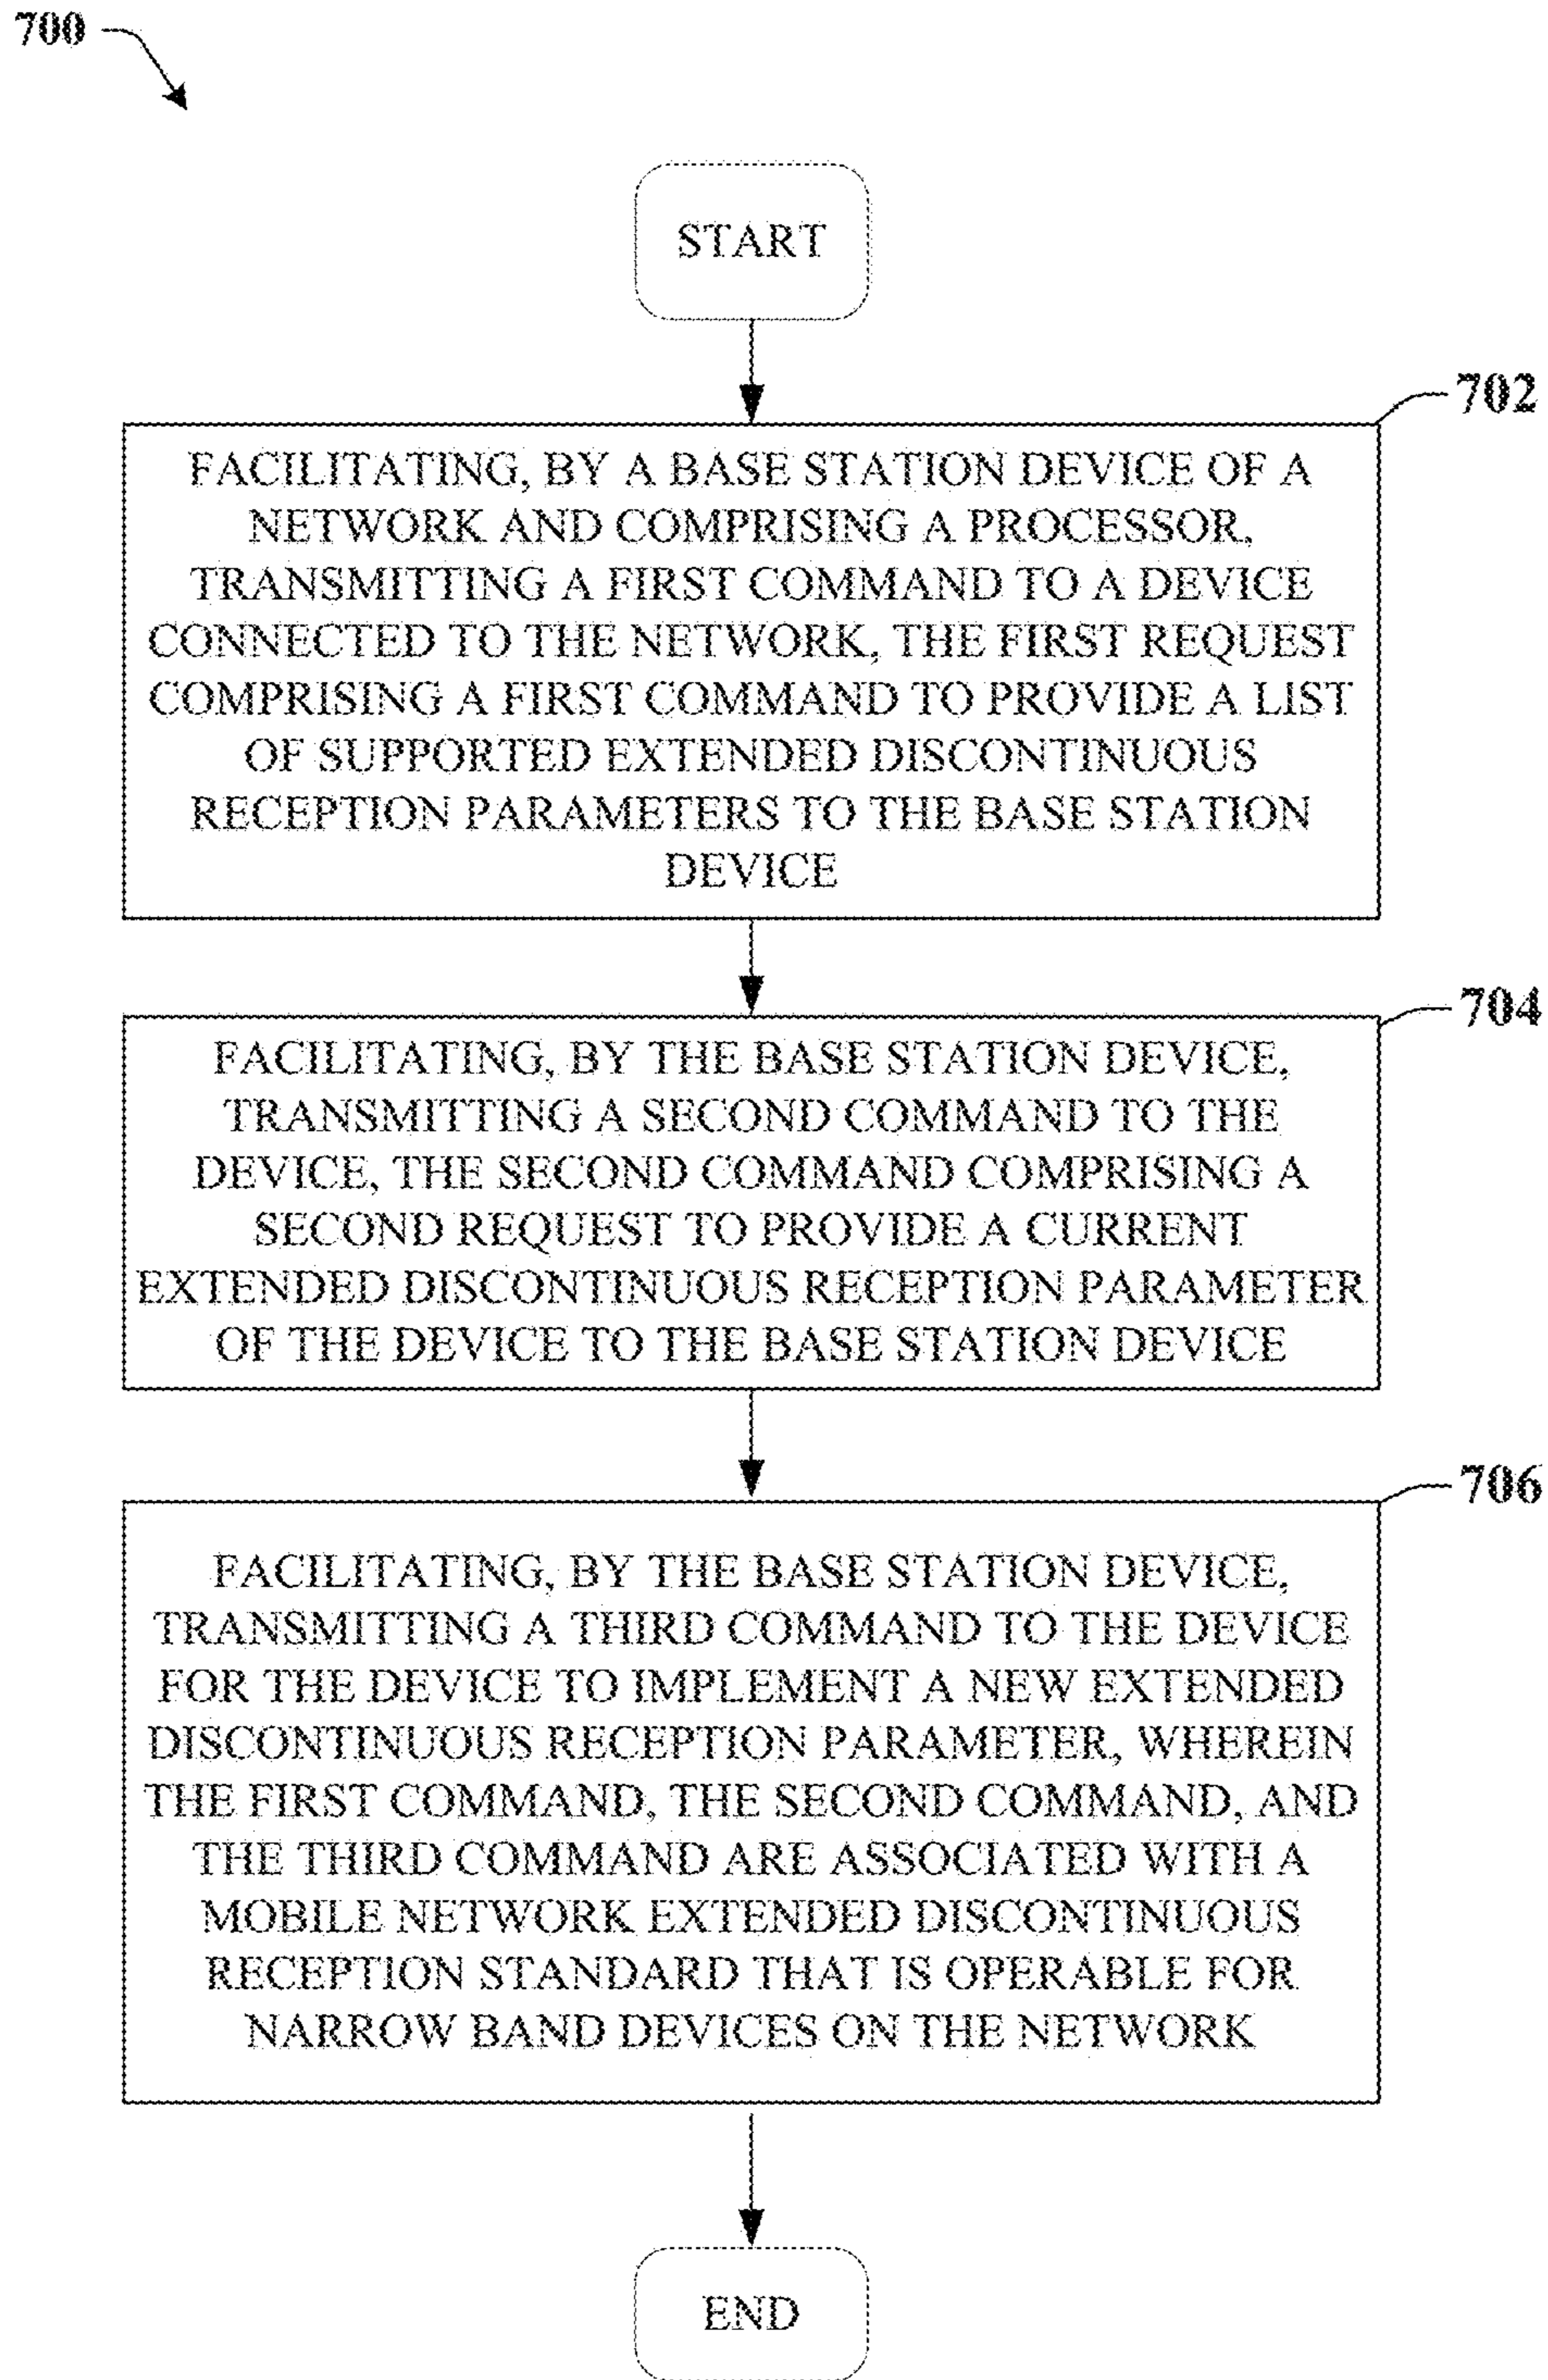 700
START
702
FACILITATING, BY A BASE STATION DEVICE OF A
NETWORK AND COMPRISING A PROCESSOR,
TRANSMITTING A FIRST COMMAND TO A DEVICE
CONNECTED TO THE NETWORK, THE FIRST REQUEST
COMPRISING A FIRST COMMAND TO PROVIDE A LIST
OF SUPPORTED EXTENDED DISCONTINUOUS
RECEPTION PARAMETERS TO THE BASE STATION
DEVICE
704
FACILITATING, BY THE BASE STATION DEVICE,
TRANSMITTING A SECOND COMMAND TO THE
DEVICE, THE SECOND COMMAND COMPRISING A
SECOND REQUEST TO PROVIDE A CURRENT
EXTENDED DISCONTINUOUS RECEPTION PARAMETER
OF THE DEVICE TO THE BASE STATION DEVICE
706
FACILITATING, BY THE BASE STATION DEVICE,
TRANSMITTING A THIRD COMMAND TO THE DEVICE
FOR THE DEVICE TO IMPLEMENT A NEW EXTENDED
DISCONTINUOUS RECEPTION PARAMETER, WHEREIN
THE FIRST COMMAND, THE SECOND COMMAND, AND
THE THIRD COMMAND ARE ASSOCIATED WITH A
MOBILE NETWORK EXTENDED DISCONTINUOUS
RECEPTION STANDARD THAT IS OPERABLE FOR
NARROW BAND DEVICES ON THE NETWORK
END